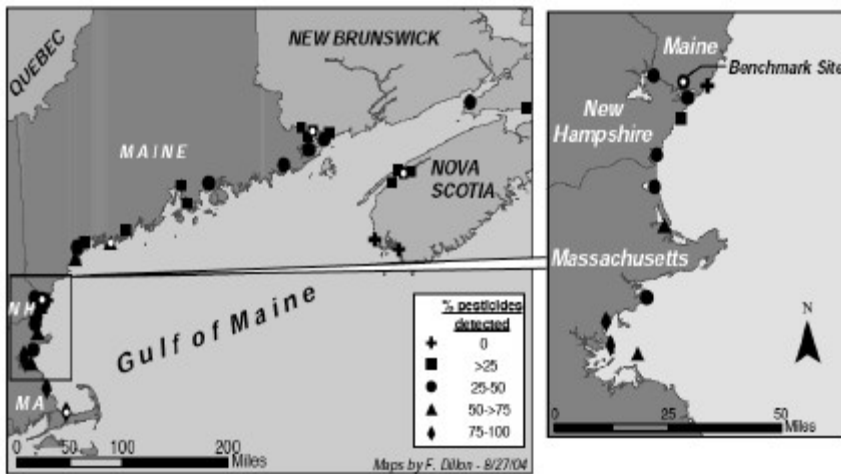 QUEBEC
NEW BRUNSWICK
MAINE
NOVA
SCOTIA
NH
MA
Gulf of Maine
% pesticides
detected
0
>25
25-50
50->75
75-100
0 50 100 200
Miles
Maps by F. Dillon - 8/27/04
Maine
Benchmark Site
New
Hampshire
Massachusetts
N
0 25 50
Miles